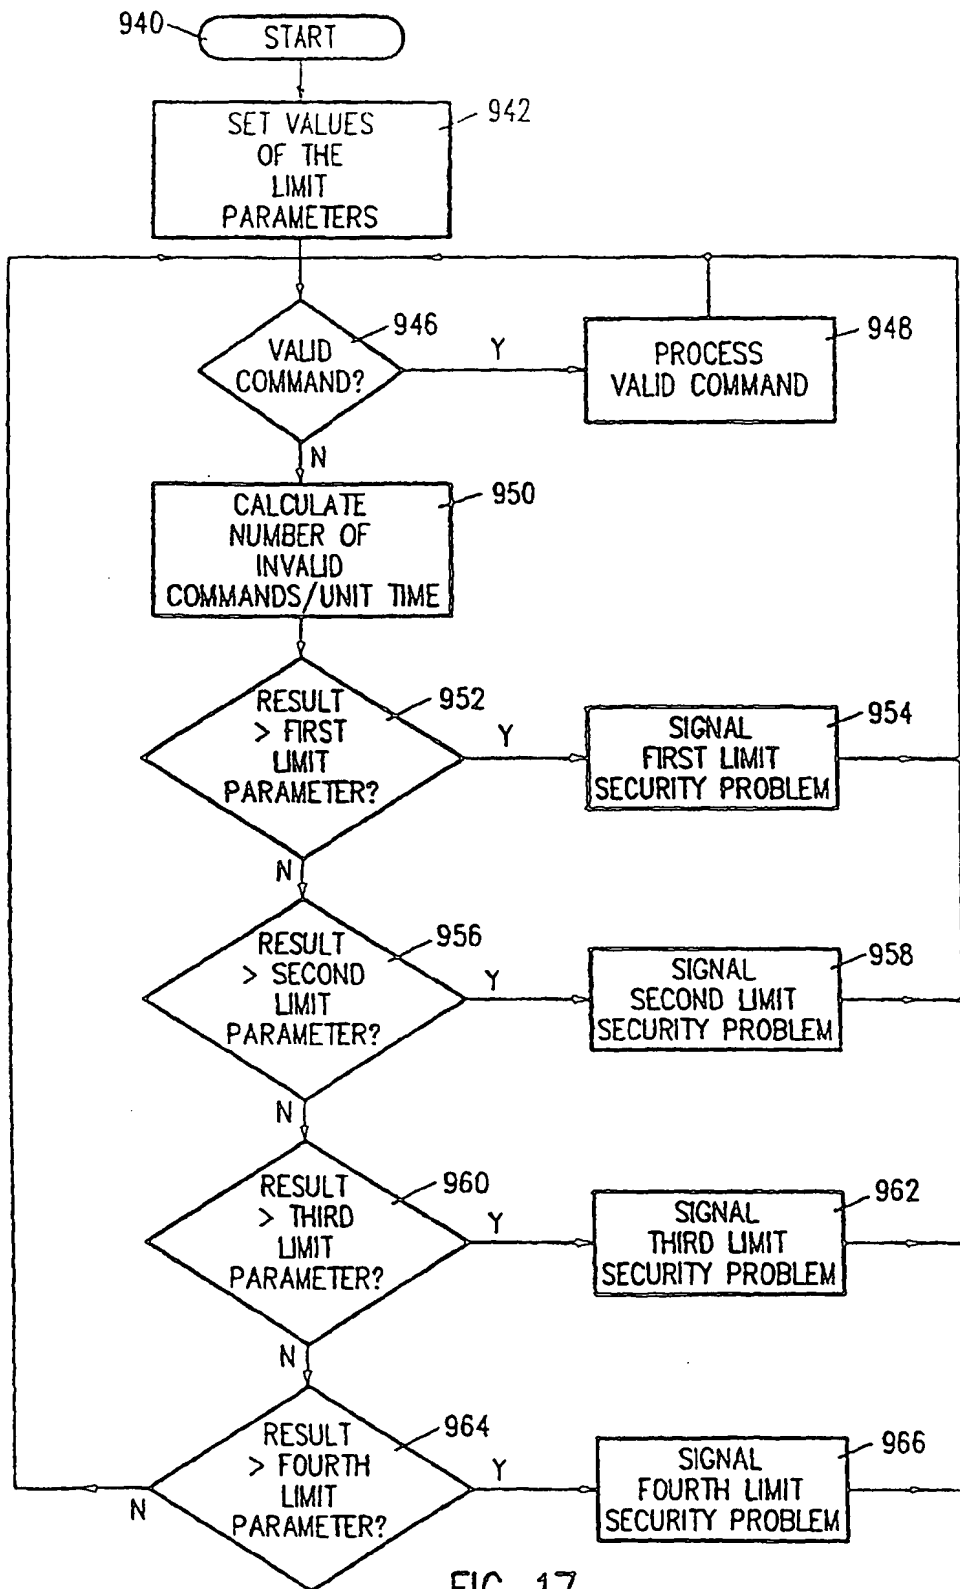 940
START
942
SET VALUES
OF THE
LIMIT
PARAMETERS
946
VALID
COMMAND?
Y
948
PROCESS
VALID COMMAND
N
950
CALCULATE
NUMBER OF
INVALID
COMMANDS/UNIT TIME
952
RESULT
> FIRST
LIMIT
PARAMETER?
Y
954
SIGNAL
FIRST LIMIT
SECURITY PROBLEM
N
956
RESULT
> SECOND
LIMIT
PARAMETER?
Y
958
SIGNAL
SECOND LIMIT
SECURITY PROBLEM
N
960
RESULT
> THIRD
LIMIT
PARAMETER?
Y
962
SIGNAL
THIRD LIMIT
SECURITY PROBLEM
N
964
RESULT
> FOURTH
LIMIT
PARAMETER?
Y
966
SIGNAL
FOURTH LIMIT
SECURITY PROBLEM
N
FIG. 17